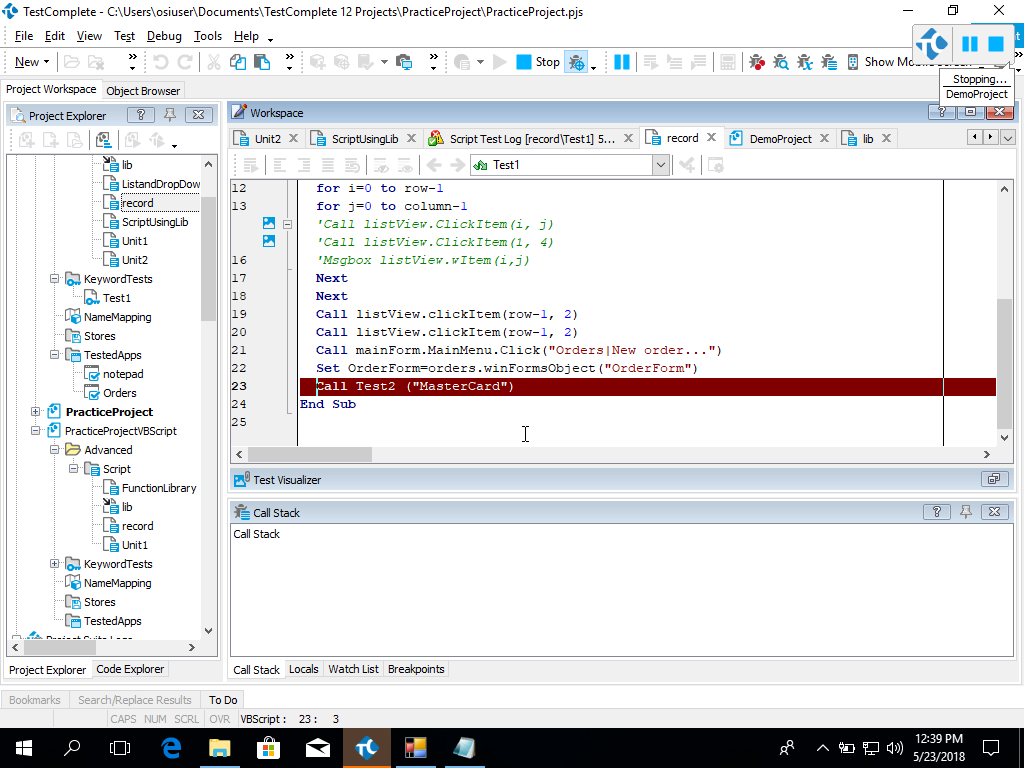 TestComplete - C:\Users\osiuser\Documents\TestComplete 12 Projects\PracticeProject\PracticeProject.pjs
File Edit View Test Debug Tools Help
New Stop
Stopping...
DemoProject
Project Workspace Object Browser
Project Explorer
lib
ListandDropDow
record
ScriptUsingLib
Unit1
Unit2
KeywordTests
Test1
NameMapping
Stores
TestedApps
notepad
Orders
PracticeProject
PracticeProjectVBScript
Advanced
Script
FunctionLibrary
lib
record
Unit1
KeywordTests
NameMapping
Stores
TestedApps
Project Explorer Code Explorer
Workspace
Unit2 ScriptUsingLib Script Test Log [record\Test1] 5... record DemoProject lib
Test1
12 for i=0 to row-1
13 for j=0 to column-1
'Call listView.ClickItem(i, j)
'Call listView.ClickItem(1, 4)
16 'Msgbox listView.wItem(i,j)
17 Next
18 Next
19 Call listView.clickItem(row-1, 2)
20 Call listView.clickItem(row-1, 2)
21 Call mainForm.MainMenu.Click("Orders|New order...")
22 Set OrderForm=orders.winFormsObject("OrderForm")
23 Call Test2 ("MasterCard")
24 End Sub
25
Test Visualizer
Call Stack
Call Stack
Call Stack Locals Watch List Breakpoints
Bookmarks Search/Replace Results To Do
CAPS NUM SCRL OVR VBScript : 23 : 3
12:39 PM
5/23/2018